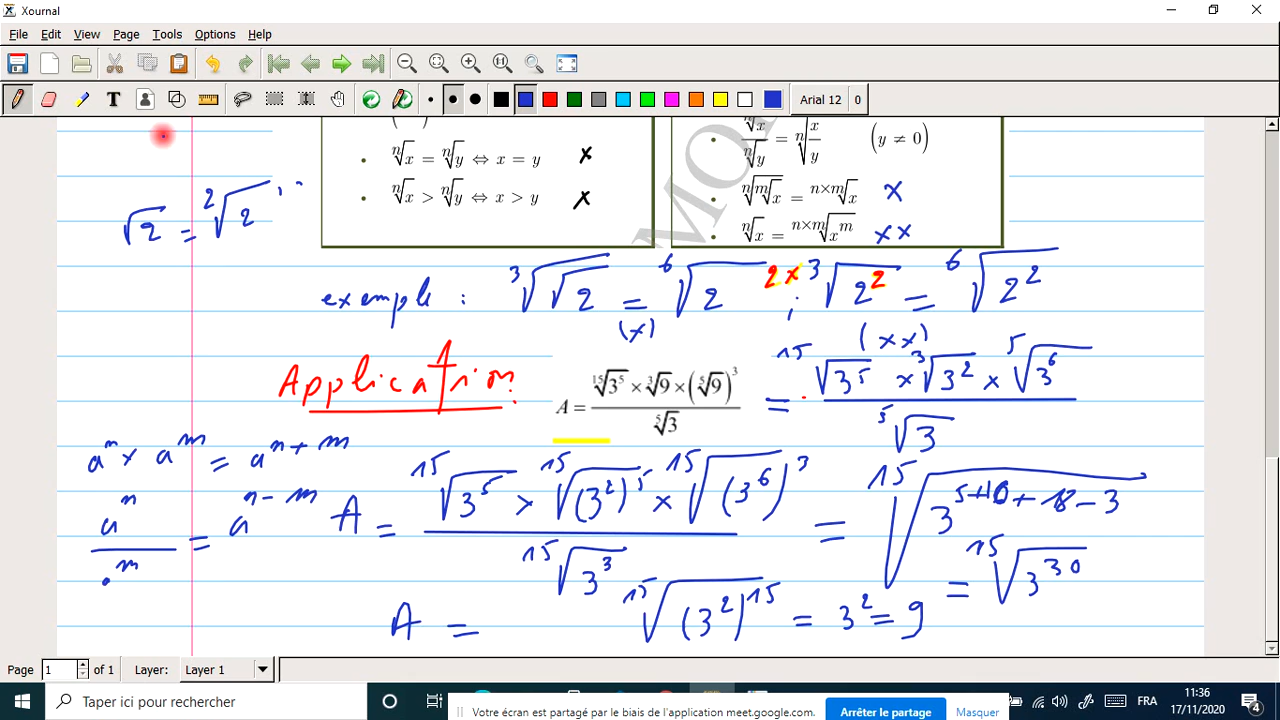 Xournal
File Edit View Page Tools Options Help
Arial 12 0
ⁿ√x / ⁿ√y = ⁿ√(x/y) (y ≠ 0)
• ⁿ√x = ⁿ√y ⇔ x = y X
• ⁿ√x > ⁿ√y ⇔ x > y X
• ⁿ√(ᵐ√x) = ⁿˣᵐ√x X
• ⁿ√x = ⁿˣᵐ√(xᵐ) XX
√2 = ²√2
exemple : ³√(√2) = ⁶√2 ; ²ˣ³√(2²) = ⁶√(2²)
(x) (xx)
Application
A = (¹⁵√(3⁵) × ³√9 × (⁵√9)³) / ⁵√3 = (¹⁵√(3⁵) × ³√(3²) × ⁵√(3⁶)) / ⁵√3
aⁿ × aᵐ = aⁿ⁺ᵐ
aⁿ / ᵐ = aⁿ⁻ᵐ
A = (¹⁵√(3⁵) × ¹⁵√((3²)⁵) × ¹⁵√((3⁶)³)) / ¹⁵√(3³) = ¹⁵√(3⁵⁺¹⁰⁺¹⁸⁻³)
= ¹⁵√(3³⁰)
A = ¹⁵√((3²)¹⁵) = 3² = 9
Page 1 of 1 Layer: Layer 1
Taper ici pour rechercher
Votre écran est partagé par le biais de l'application meet.google.com. Arrêter le partage Masquer
FRA
11:36
17/11/2020
4